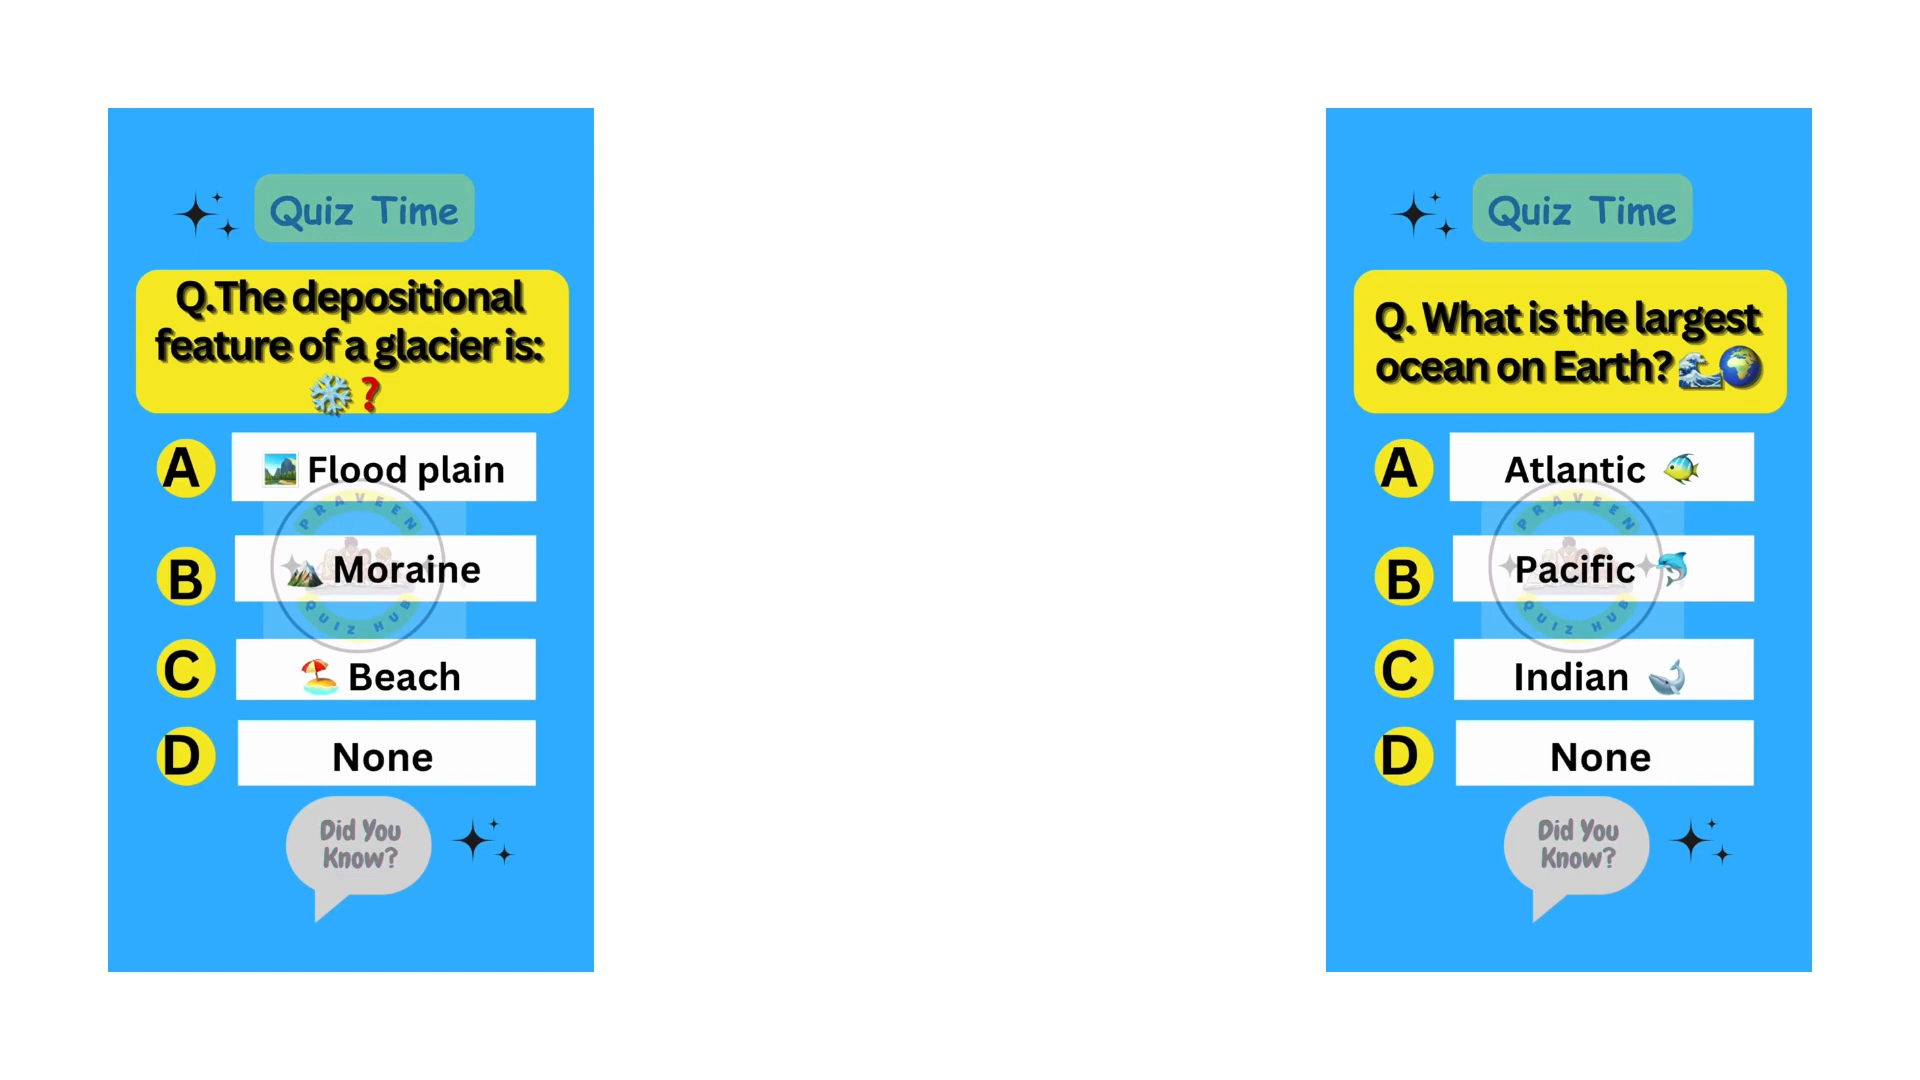 Quiz Time
Q.The depositional
feature of a glacier is:
❄️❓
A
🏞️ Flood plain
B
⛰️ Moraine
C
🏖️ Beach
D
None
PRAVEEN
QUIZ HUB
Did You
Know?
Quiz Time
Q. What is the largest
ocean on Earth?🌊🌍
A
Atlantic 🐠
B
Pacific 🐬
C
Indian 🐳
D
None
PRAVEEN
QUIZ HUB
Did You
Know?